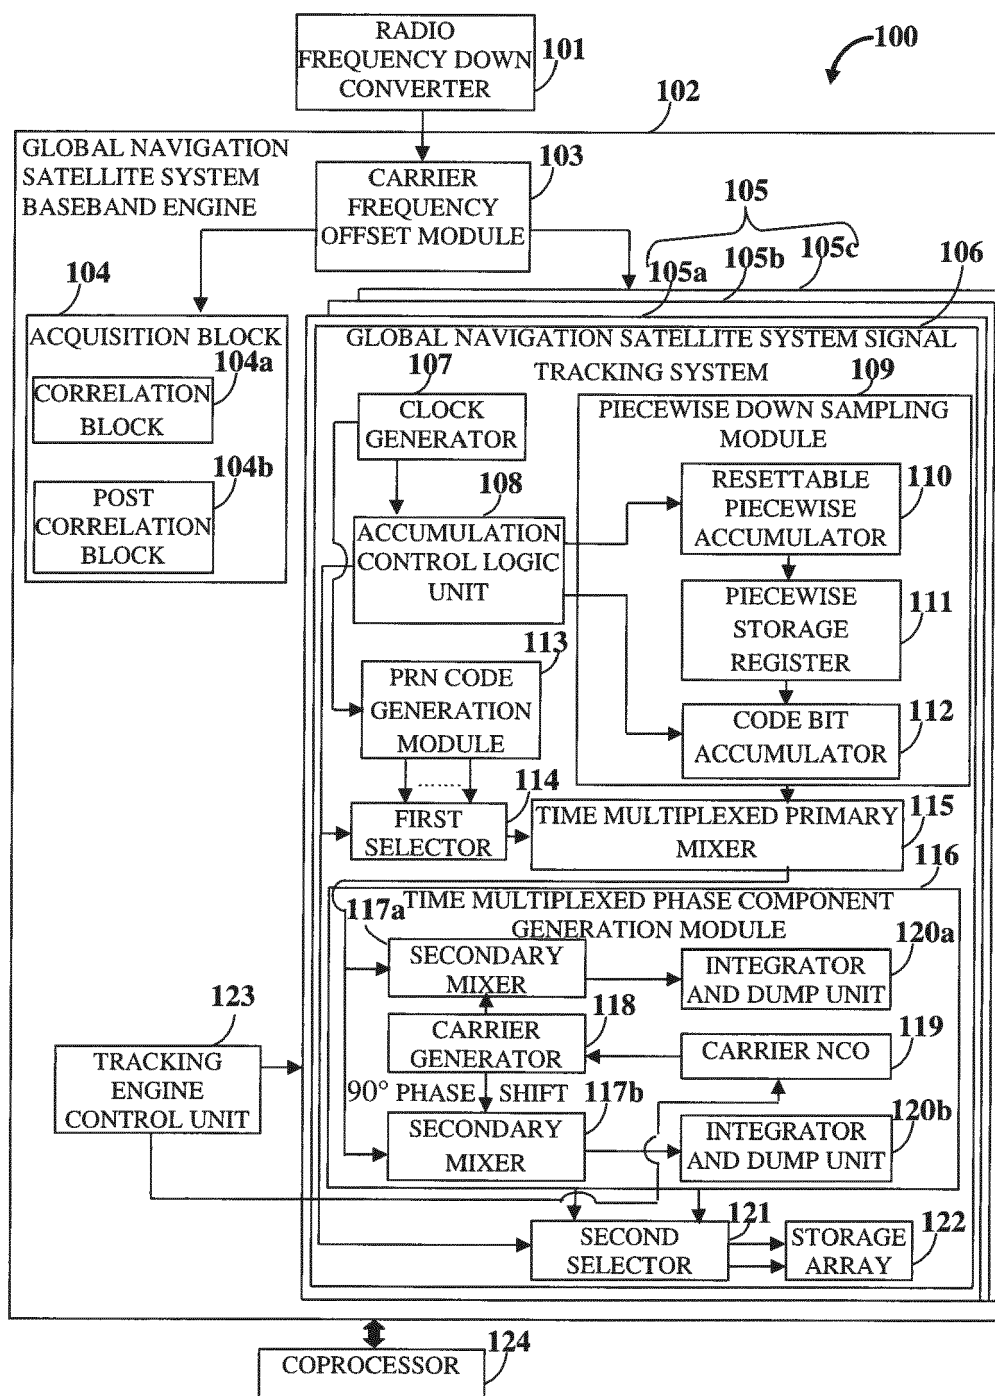 RADIO
FREQUENCY DOWN
CONVERTER
101
100
102
GLOBAL NAVIGATION
SATELLITE SYSTEM
BASEBAND ENGINE
CARRIER
FREQUENCY
OFFSET MODULE
103
105
105a
105b
105c
106
104
ACQUISITION BLOCK
104a
CORRELATION
BLOCK
104b
POST
CORRELATION
BLOCK
GLOBAL NAVIGATION SATELLITE SYSTEM SIGNAL
TRACKING SYSTEM
107
CLOCK
GENERATOR
108
ACCUMULATION
CONTROL LOGIC
UNIT
109
PIECEWISE DOWN SAMPLING
MODULE
RESETTABLE
PIECEWISE
ACCUMULATOR
110
PIECEWISE
STORAGE
REGISTER
111
CODE BIT
ACCUMULATOR
112
113
PRN CODE
GENERATION
MODULE
114
FIRST
SELECTOR
TIME MULTIPLEXED PRIMARY
MIXER
115
116
TIME MULTIPLEXED PHASE COMPONENT
GENERATION MODULE
117a
SECONDARY
MIXER
120a
INTEGRATOR
AND DUMP UNIT
CARRIER
GENERATOR
118
CARRIER NCO
119
90° PHASE SHIFT
117b
SECONDARY
MIXER
120b
INTEGRATOR
AND DUMP UNIT
123
TRACKING
ENGINE
CONTROL UNIT
SECOND
SELECTOR
121
STORAGE
ARRAY
122
COPROCESSOR
124